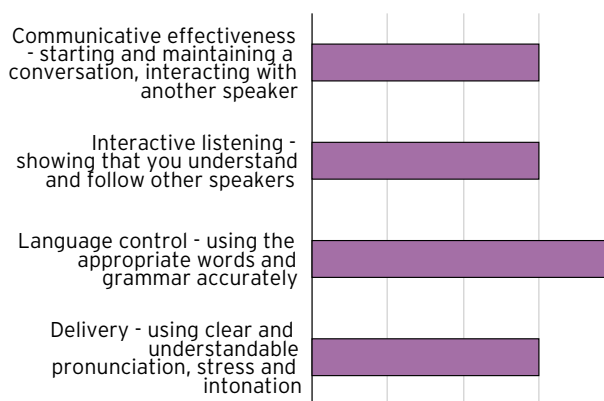 Communicative effectiveness
- starting and maintaining a
conversation, interacting with
another speaker
Interactive listening -
showing that you understand
and follow other speakers
Language control - using the
appropriate words and
grammar accurately
Delivery - using clear and
understandable
pronunciation, stress and
intonation